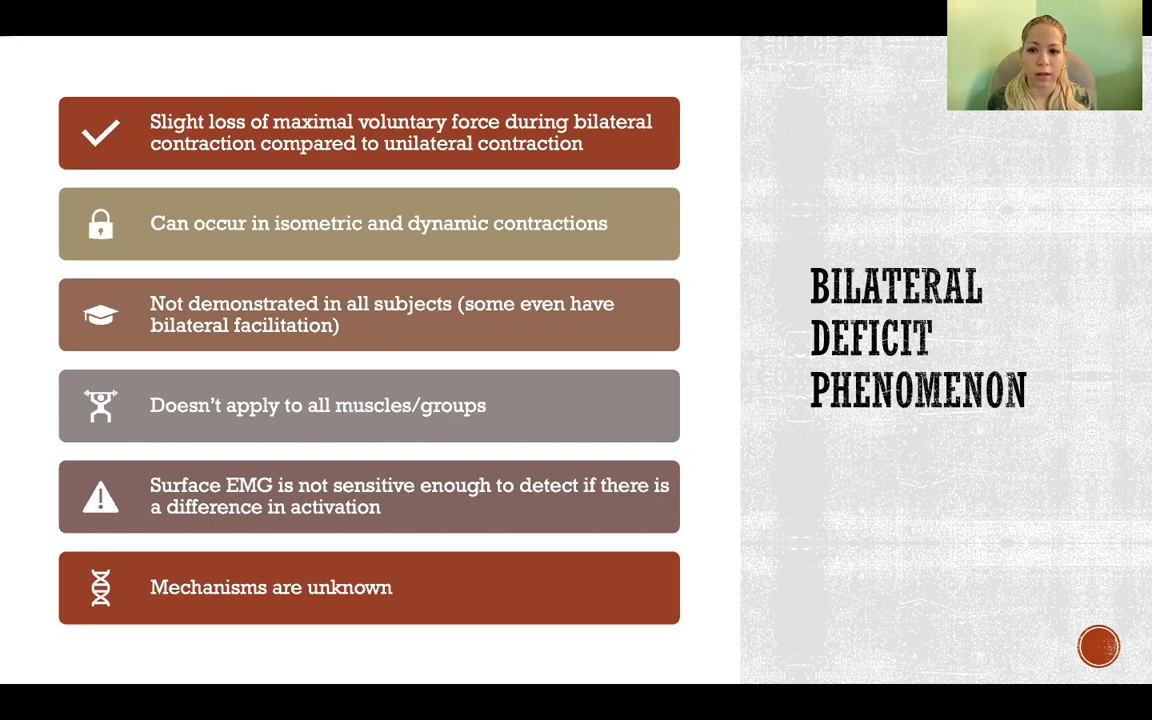 Slight loss of maximal voluntary force during bilateral
contraction compared to unilateral contraction
Can occur in isometric and dynamic contractions
Not demonstrated in all subjects (some even have
bilateral facilitation)
Doesn't apply to all muscles/groups
Surface EMG is not sensitive enough to detect if there is
a difference in activation
Mechanisms are unknown
BILATERAL
DEFICIT
PHENOMENON